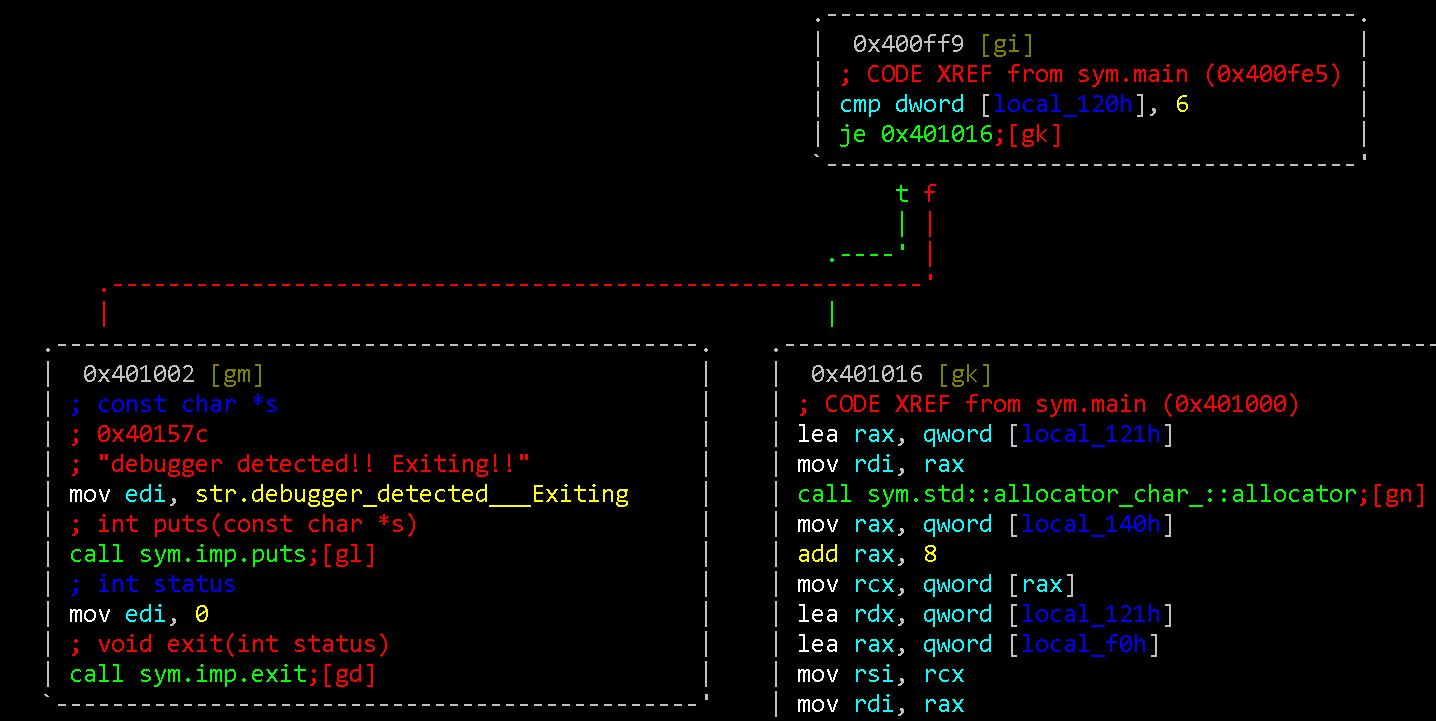 0x400ff9 [gi]
; CODE XREF from sym.main (0x400fe5)
cmp dword [local_120h], 6
je 0x401016;[gk]
t f
0x401002 [gm]
; const char *s
; 0x40157c
; "debugger detected!! Exiting!!"
mov edi, str.debugger_detected___Exiting
; int puts(const char *s)
call sym.imp.puts;[gl]
; int status
mov edi, 0
; void exit(int status)
call sym.imp.exit;[gd]
0x401016 [gk]
; CODE XREF from sym.main (0x401000)
lea rax, qword [local_121h]
mov rdi, rax
call sym.std::allocator_char_::allocator;[gn]
mov rax, qword [local_140h]
add rax, 8
mov rcx, qword [rax]
lea rdx, qword [local_121h]
lea rax, qword [local_f0h]
mov rsi, rcx
mov rdi, rax